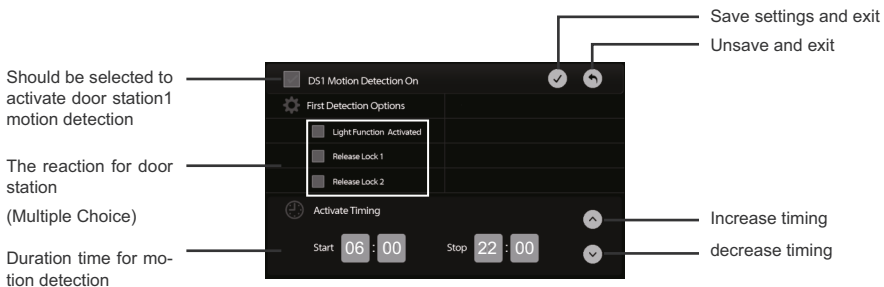 Save settings and exit
Unsave and exit
Should be selected to
activate door station1
motion detection
DS1 Motion Detection On
First Detection Options
Light Function Activated
Release Lock 1
Release Lock 2
The reaction for door
station
(Multiple Choice)
Activate Timing
Start 06 : 00 Stop 22 : 00
Increase timing
decrease timing
Duration time for mo-
tion detection